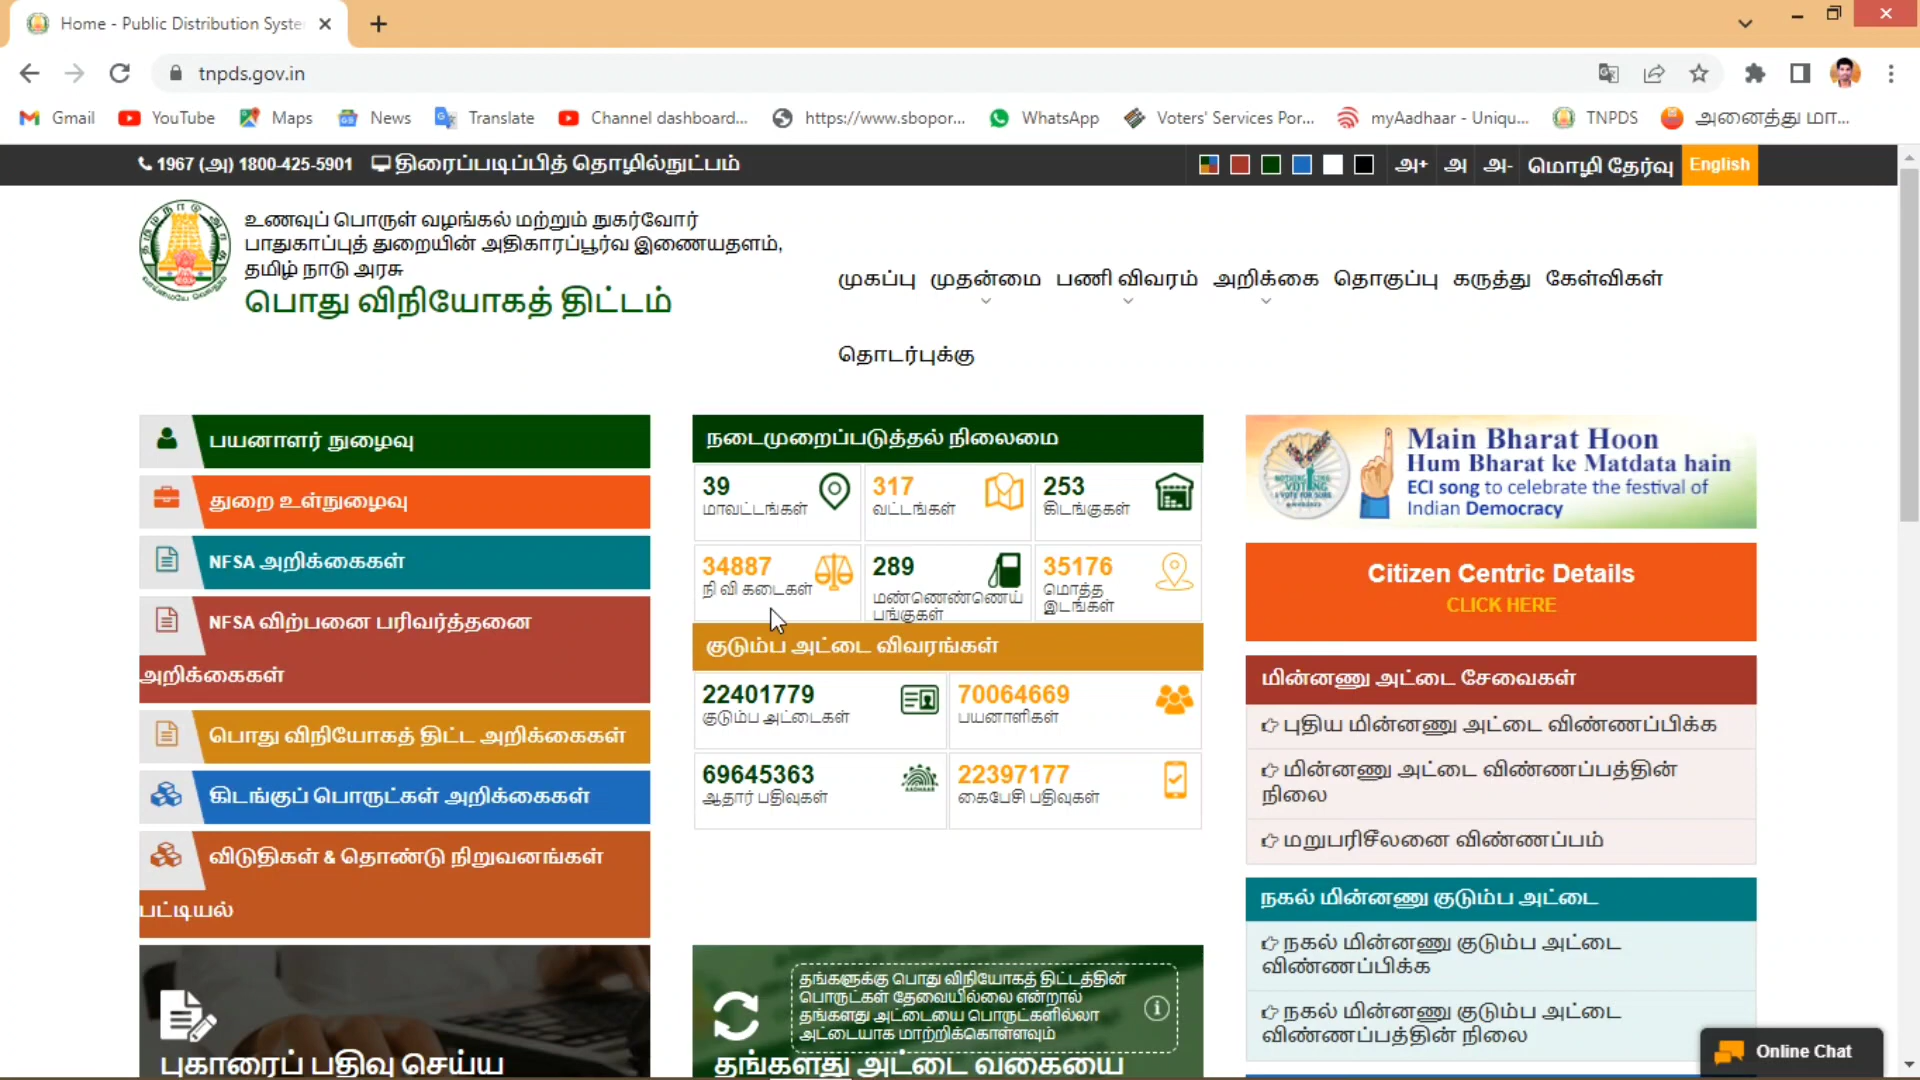 Home - Public Distribution Syste
tnpds.gov.in
Gmail YouTube Maps News Translate Channel dashboard... https://www.sbopor... WhatsApp Voters' Services Por... myAadhaar - Uniqu... TNPDS அனைத்து மா...
1967 (அ) 1800-425-5901 திரைப்படிப்பித் தொழில்நுட்பம் அ+ அ அ- மொழி தேர்வு English
உணவுப் பொருள் வழங்கல் மற்றும் நுகர்வோர்
பாதுகாப்புத் துறையின் அதிகாரப்பூர்வ இணையதளம்,
தமிழ் நாடு அரசு
பொது விநியோகத் திட்டம்
முகப்பு முதன்மை பணி விவரம் அறிக்கை தொகுப்பு கருத்து கேள்விகள்
தொடர்புக்கு
பயனாளர் நுழைவு
துறை உள்நுழைவு
NFSA அறிக்கைகள்
NFSA விற்பனை பரிவர்த்தனை
அறிக்கைகள்
பொது விநியோகத் திட்ட அறிக்கைகள்
கிடங்குப் பொருட்கள் அறிக்கைகள்
விடுதிகள் & தொண்டு நிறுவனங்கள்
பட்டியல்
புகாரைப் பதிவு செய்ய
நடைமுறைப்படுத்தல் நிலைமை
39
மாவட்டங்கள்
317
வட்டங்கள்
253
கிடங்குகள்
34887
நி வி கடைகள்
289
மண்ணெண்ணெய்
பங்குகள்
35176
மொத்த
இடங்கள்
குடும்ப அட்டை விவரங்கள்
22401779
குடும்ப அட்டைகள்
70064669
பயனாளிகள்
69645363
ஆதார் பதிவுகள்
AADHAAR
22397177
கைபேசி பதிவுகள்
தங்களுக்கு பொது விநியோகத் திட்டத்தின்
பொருட்கள் தேவையில்லை என்றால்
தங்களது அட்டையை பொருட்களில்லா
அட்டையாக மாற்றிக்கொள்ளவும்
தங்களது அட்டை வகையை
Main Bharat Hoon
Hum Bharat ke Matdata hain
ECI song to celebrate the festival of
Indian Democracy
Citizen Centric Details
CLICK HERE
மின்னணு அட்டை சேவைகள்
புதிய மின்னணு அட்டை விண்ணப்பிக்க
மின்னணு அட்டை விண்ணப்பத்தின்
நிலை
மறுபரிசீலனை விண்ணப்பம்
நகல் மின்னணு குடும்ப அட்டை
நகல் மின்னணு குடும்ப அட்டை
விண்ணப்பிக்க
நகல் மின்னணு குடும்ப அட்டை
விண்ணப்பத்தின் நிலை
Online Chat